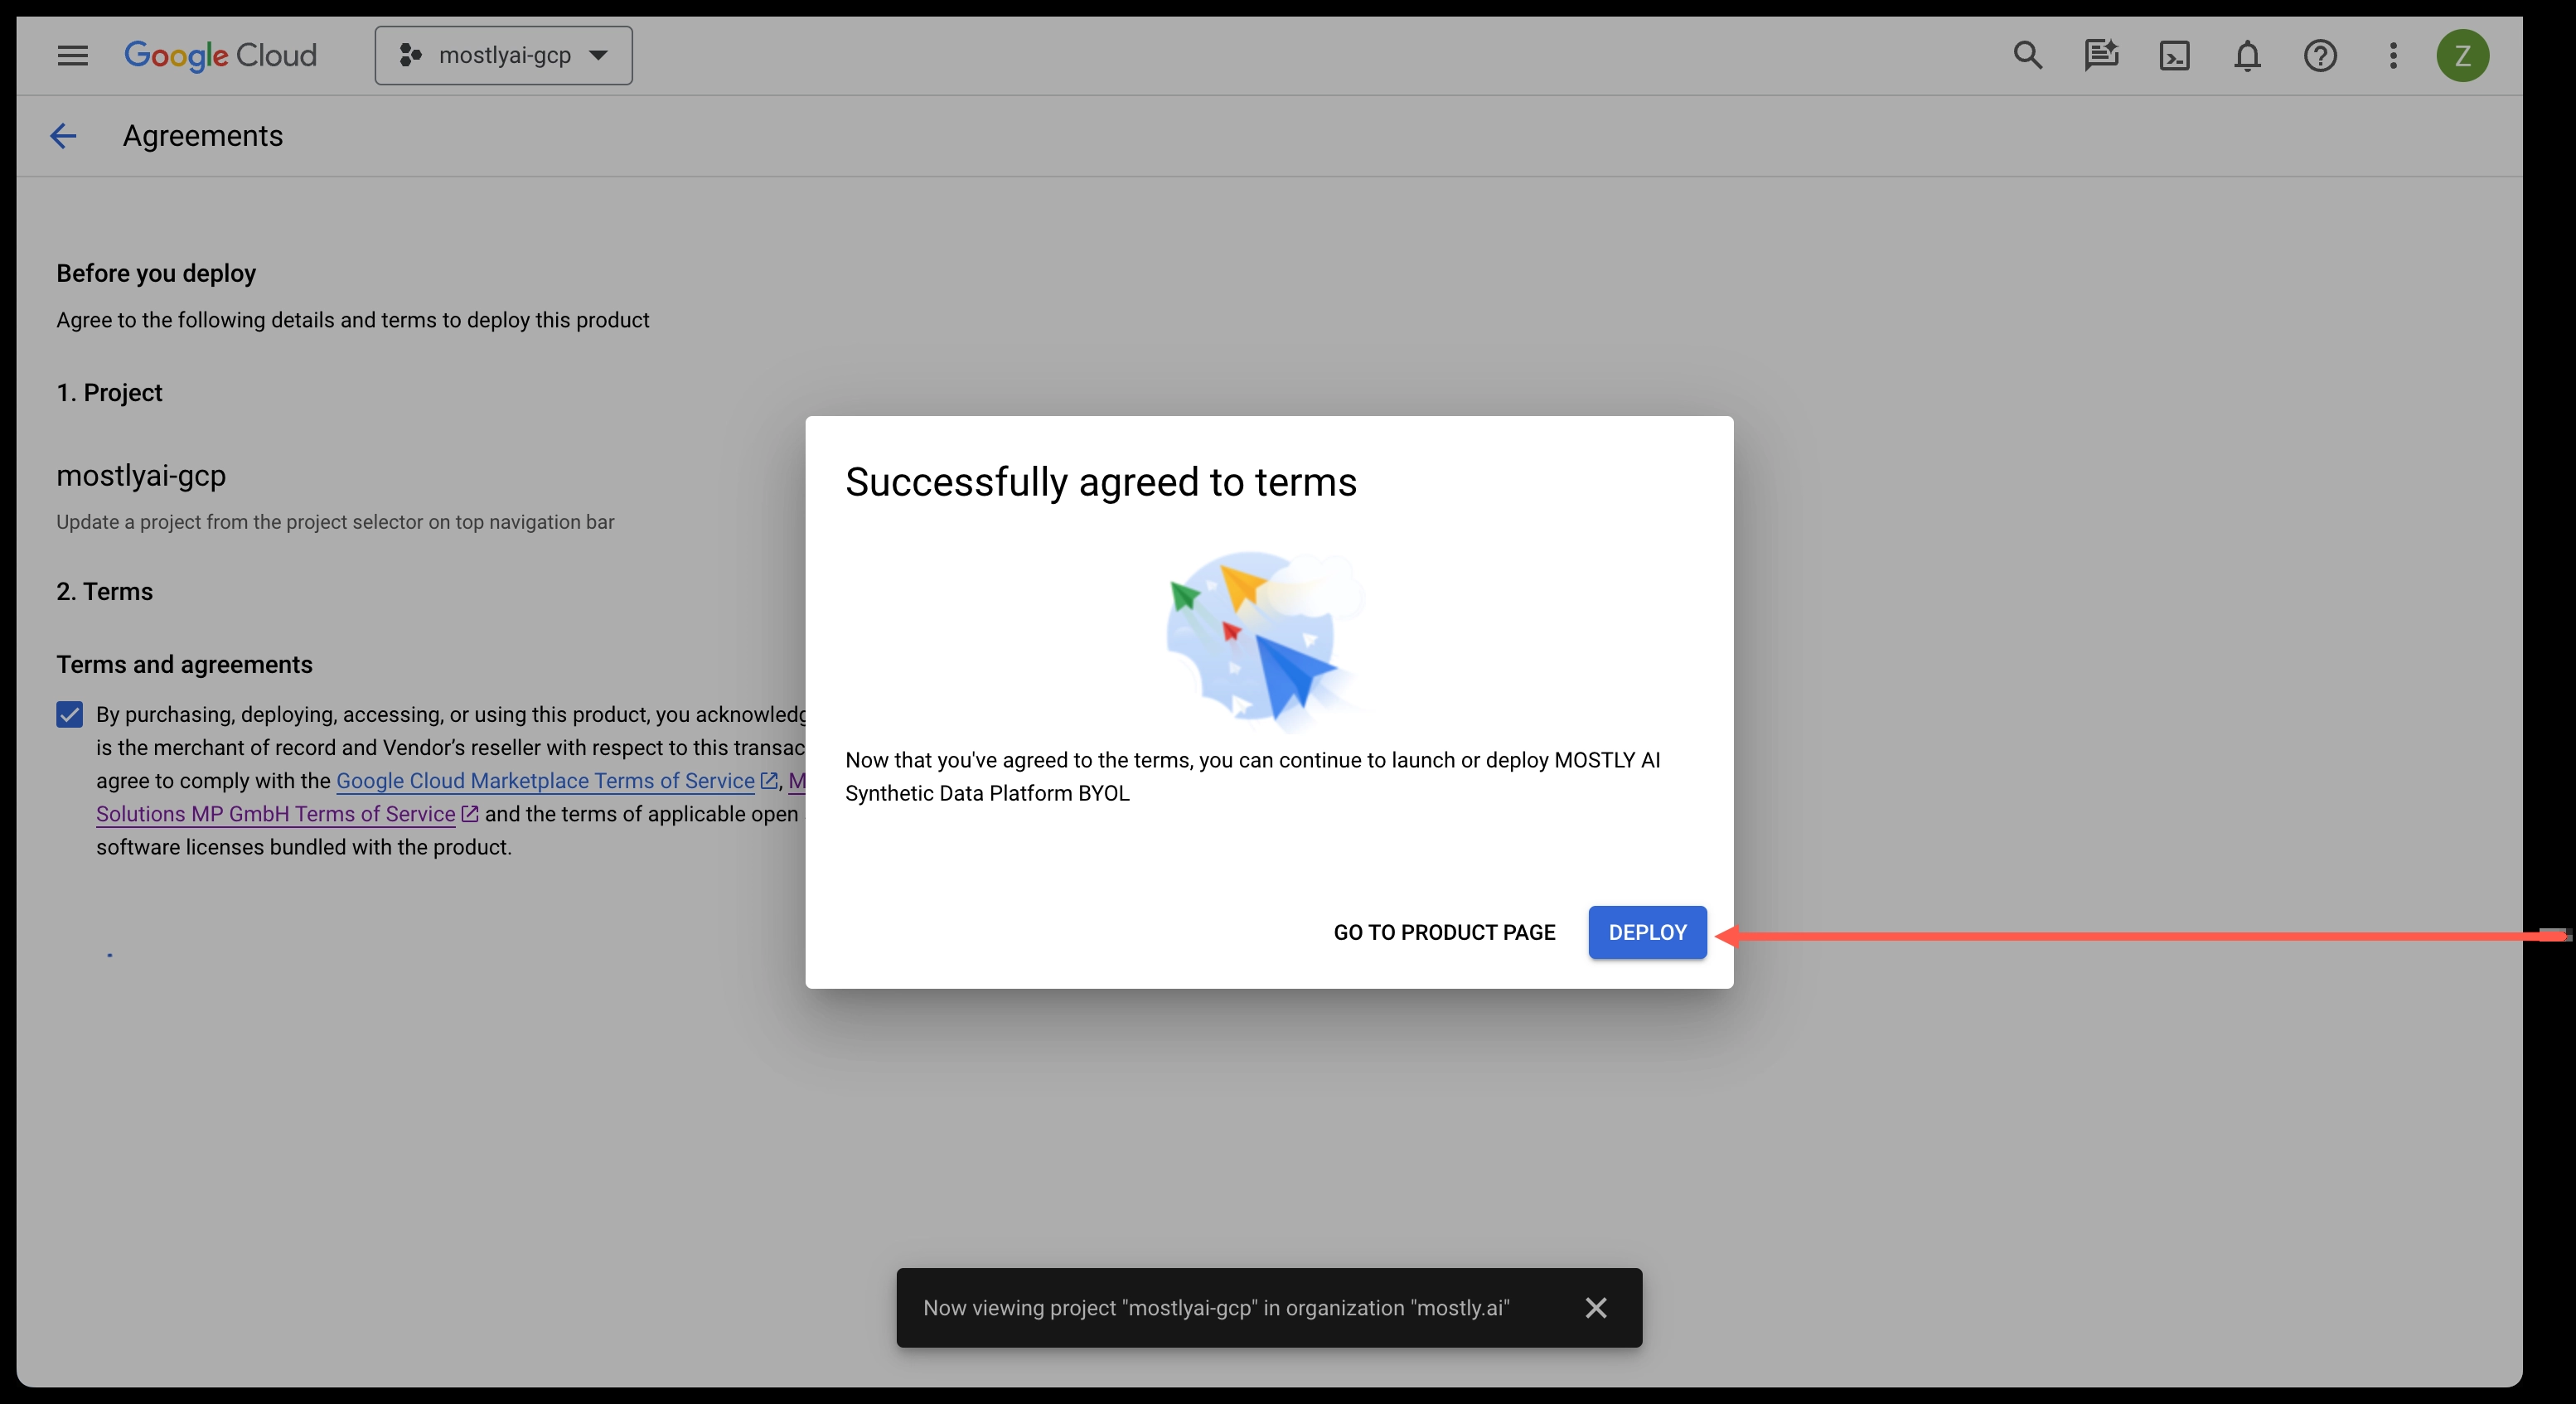 Google Cloud
mostlyai-gcp
Z
Agreements
Before you deploy
Agree to the following details and terms to deploy this product
1. Project
mostlyai-gcp
Update a project from the project selector on top navigation bar
2. Terms
Terms and agreements
By purchasing, deploying, accessing, or using this product, you
is the merchant of record and Vendor’s reseller with respect to this
agree to comply with the Google Cloud Marketplace Terms of Service,
Solutions MP GmbH Terms of Service and the terms of applicable open
software licenses bundled with the product.
Successfully agreed to terms
Now that you've agreed to the terms, you can continue to launch or deploy MOSTLY AI
Synthetic Data Platform BYOL
GO TO PRODUCT PAGE
DEPLOY
Now viewing project "mostlyai-gcp" in organization "mostly.ai"